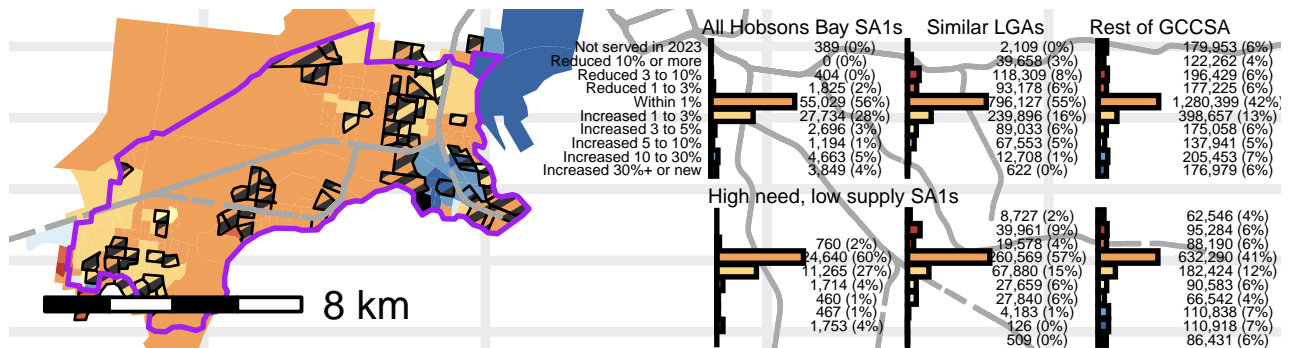 All Hobsons Bay SA1s Similar LGAs Rest of GCCSA
Not served in 2023 389 (0%) 2,109 (0%) 179,953 (6%)
Reduced 10% or more 0 (0%) 39,658 (3%) 122,262 (4%)
Reduced 3 to 10% 404 (0%) 118,309 (8%) 196,429 (6%)
Reduced 1 to 3% 1,825 (2%) 93,178 (6%) 177,225 (6%)
Within 1% 55,029 (56%) 796,127 (55%) 1,280,399 (42%)
Increased 1 to 3% 27,734 (28%) 239,896 (16%) 398,657 (13%)
Increased 3 to 5% 2,696 (3%) 89,033 (6%) 175,058 (6%)
Increased 5 to 10% 1,194 (1%) 67,553 (5%) 137,941 (5%)
Increased 10 to 30% 4,663 (5%) 12,708 (1%) 205,453 (7%)
Increased 30%+ or new 3,849 (4%) 622 (0%) 176,979 (6%)
High need, low supply SA1s
8,727 (2%) 62,546 (4%)
39,961 (9%) 95,284 (6%)
760 (2%) 19,578 (4%) 88,190 (6%)
24,640 (60%) 260,569 (57%) 632,290 (41%)
11,265 (27%) 67,880 (15%) 182,424 (12%)
1,714 (4%) 27,659 (6%) 90,583 (6%)
460 (1%) 27,840 (6%) 66,542 (4%)
467 (1%) 4,183 (1%) 110,838 (7%)
1,753 (4%) 126 (0%) 110,918 (7%)
509 (0%) 86,431 (6%)
8 km